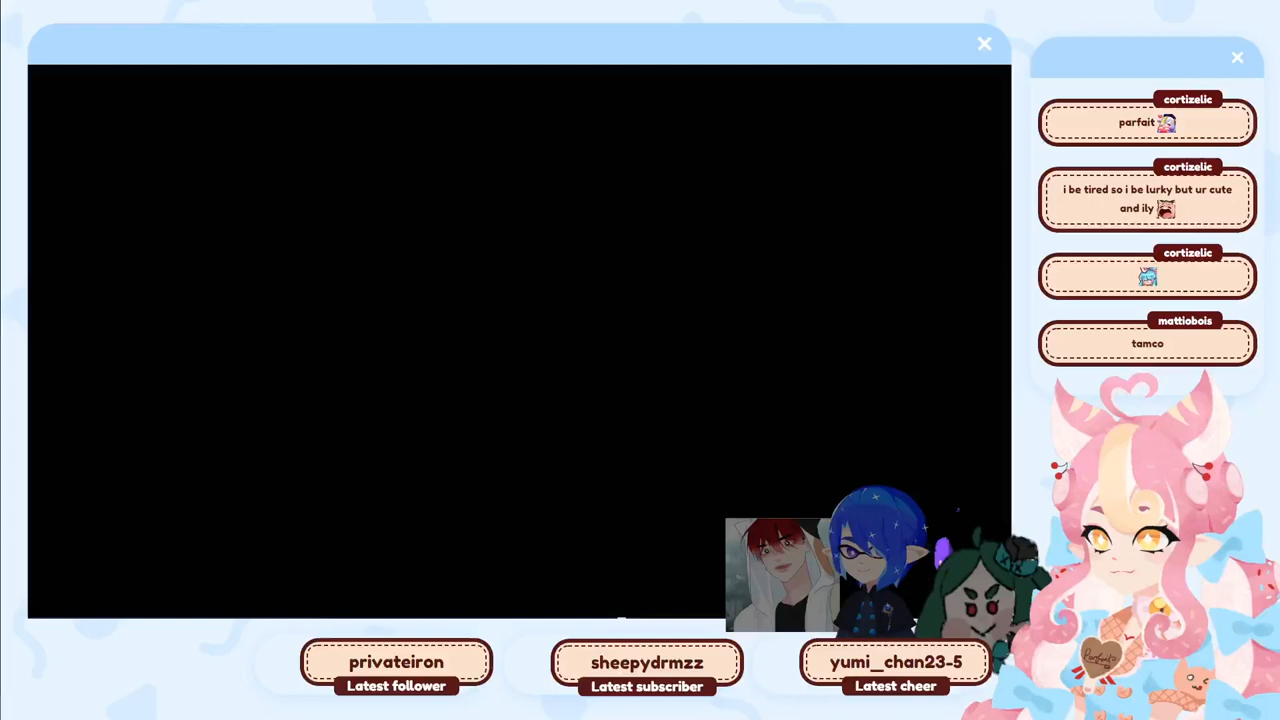 cortizelic
parfait
cortizelic
i be tired so i be lurky but ur cute
and ily
cortizelic
mattiobois
tamco
privateiron
Latest follower
sheepydrmzz
Latest subscriber
yumi_chan23-5
Latest cheer
Parfait